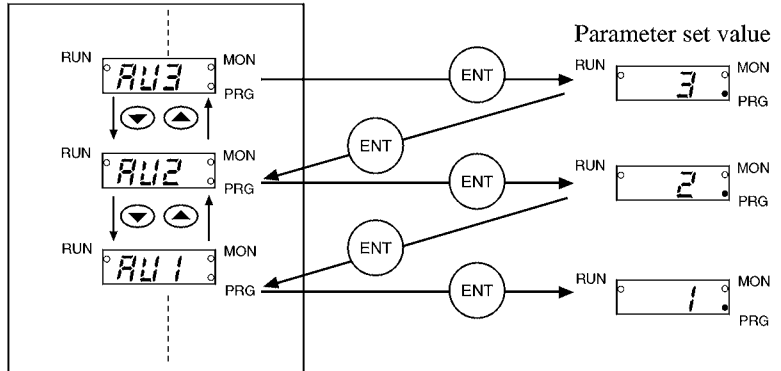 Parameter set value
RUN AU3 MON PRG
ENT
RUN 3 MON PRG
ENT
RUN AU2 MON PRG
ENT
RUN 2 MON PRG
ENT
RUN AU1 MON PRG
ENT
RUN 1 MON PRG